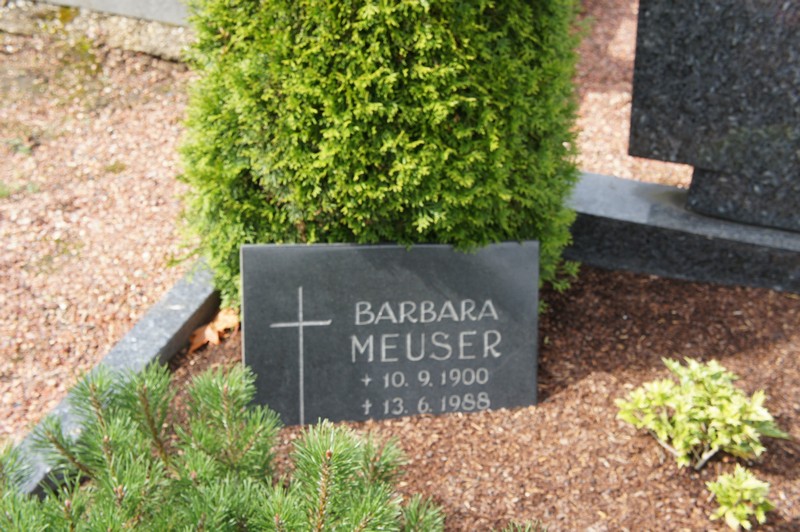 BARBARA
MEUSER
+ 10. 9. 1900
✝ 13. 6. 1988